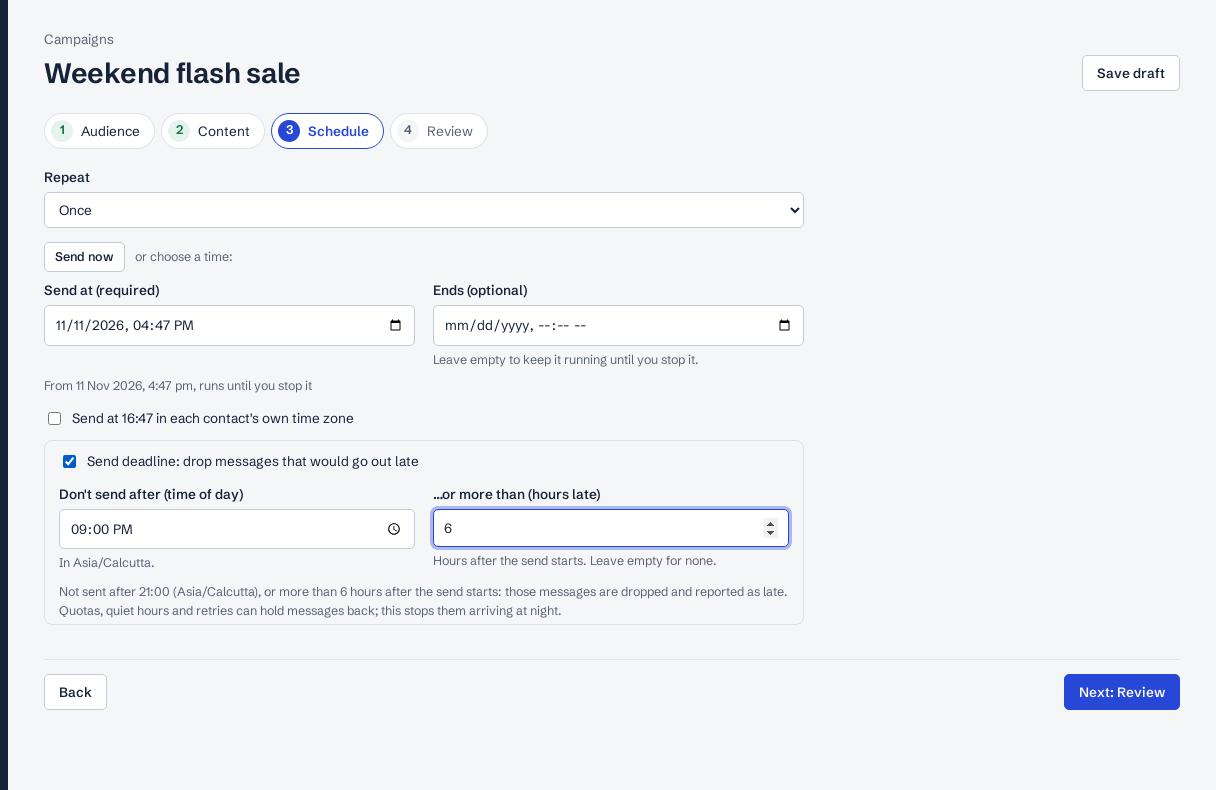 Campaigns
Weekend flash sale
Save draft
1 Audience
2 Content
3 Schedule
4 Review
Repeat
Once
Send now or choose a time:
Send at (required)
11/11/2026, 04:47 PM
Ends (optional)
mm/dd/yyyy, --:-- --
Leave empty to keep it running until you stop it.
From 11 Nov 2026, 4:47 pm, runs until you stop it
Send at 16:47 in each contact's own time zone
Send deadline: drop messages that would go out late
Don't send after (time of day)
09:00 PM
In Asia/Calcutta.
...or more than (hours late)
6
Hours after the send starts. Leave empty for none.
Not sent after 21:00 (Asia/Calcutta), or more than 6 hours after the send starts: those messages are dropped and reported as late.
Quotas, quiet hours and retries can hold messages back; this stops them arriving at night.
Back
Next: Review